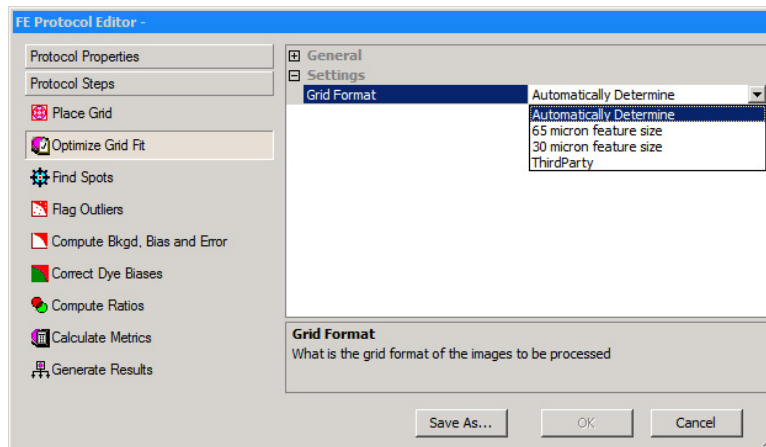 FE Protocol Editor -
Protocol Properties
Protocol Steps
Place Grid
Optimize Grid Fit
Find Spots
Flag Outliers
Compute Bkgd, Bias and Error
Correct Dye Biases
Compute Ratios
Calculate Metrics
Generate Results
General
Settings
Grid Format Automatically Determine
Automatically Determine
65 micron feature size
30 micron feature size
ThirdParty
Grid Format
What is the grid format of the images to be processed
Save As... OK Cancel